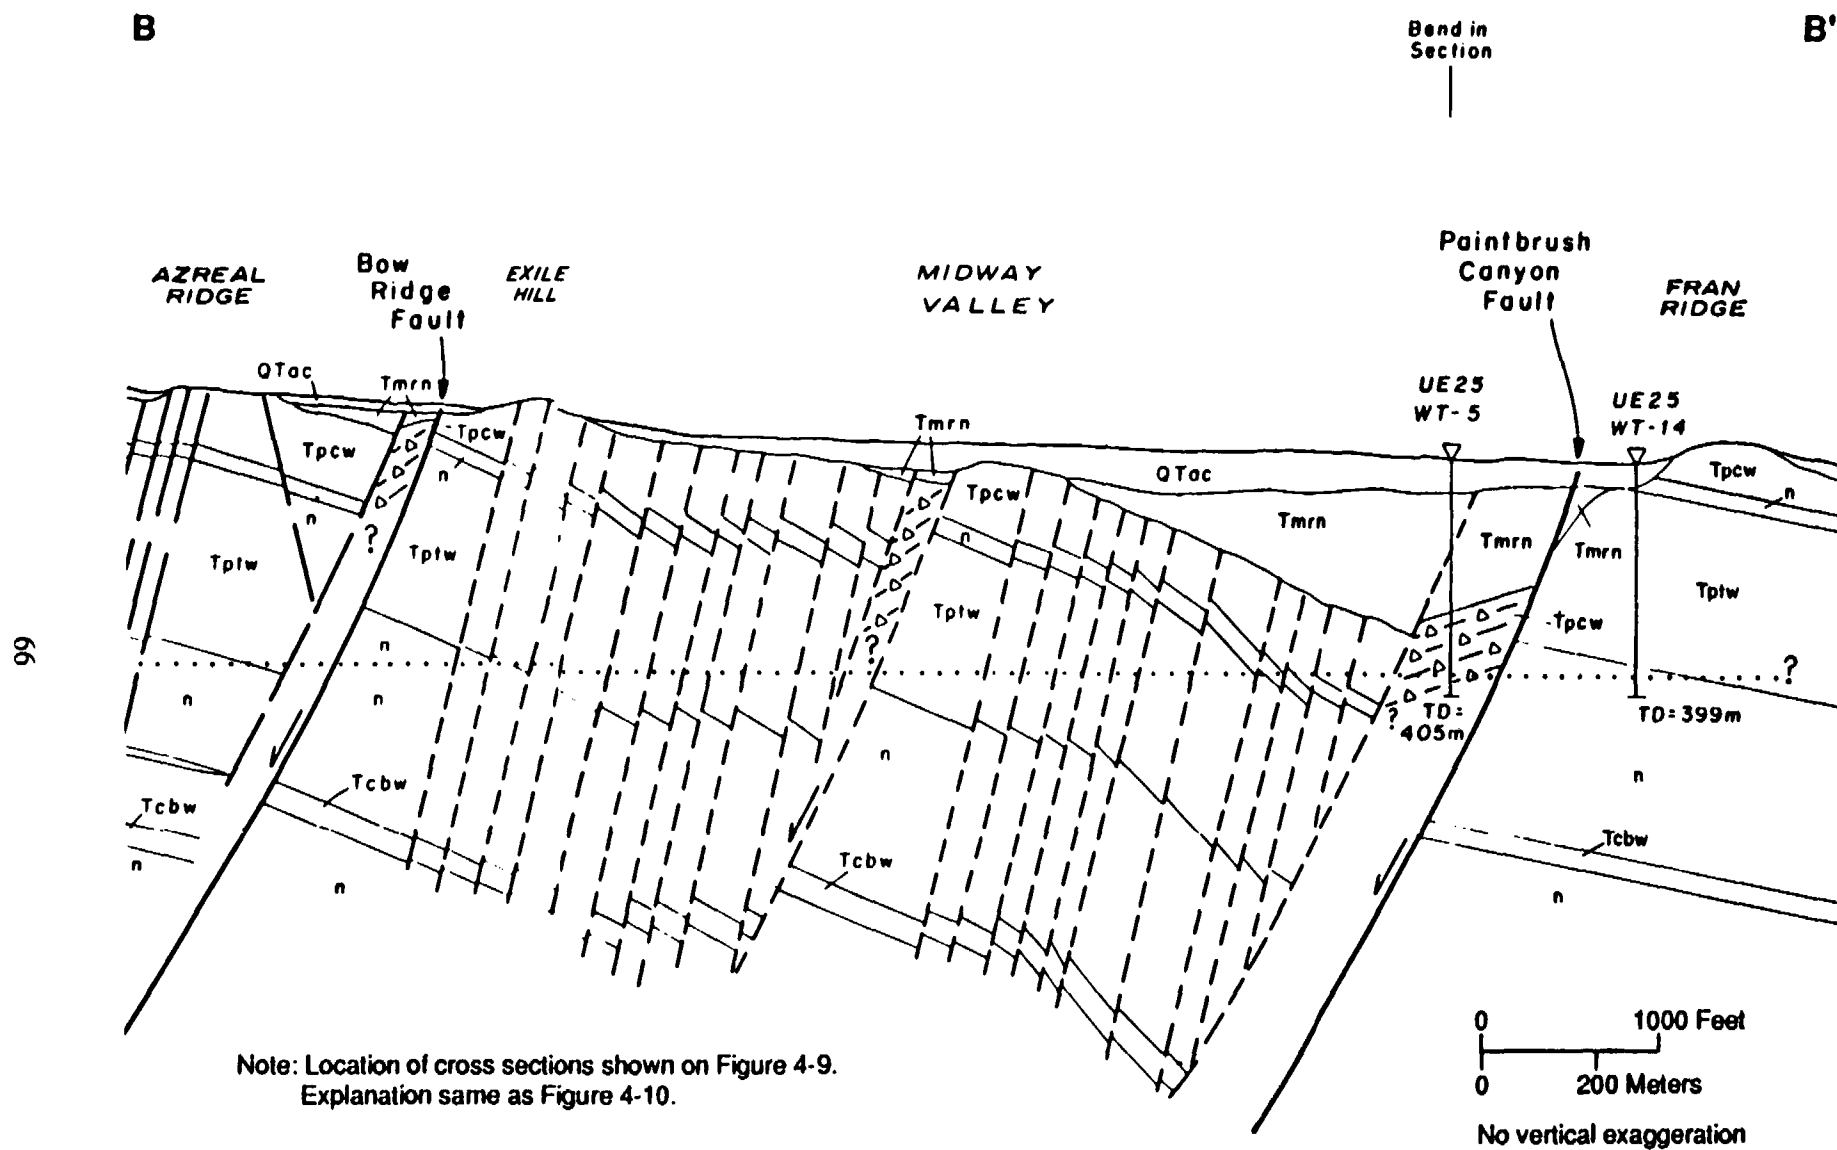 B
B'
Bend in
Section
Paintbrush
Canyon
Fault
Bow
Ridge
Fault
AZREAL
RIDGE
EXILE
HILL
MIDWAY
VALLEY
FRAN
RIDGE
QTac
Tmrn
UE25
WT-5
UE25
WT-14
Tpcw
Tpcw
n
n
Tmrn
Tpcw
QTac
Tpcw
n
Tmrn
Tmrn
Tmrn
n
?
Tptw
Tptw
n
Tptw
Tptw
Tpcw
?
n
?
n
n
?
TD=
405m
TD=399m
n
n
Tcbw
Tcbw
Tcbw
Tcbw
n
n
n
66
0
1000 Feet
0
200 Meters
No vertical exaggeration
Note: Location of cross sections shown on Figure 4-9.
Explanation same as Figure 4-10.